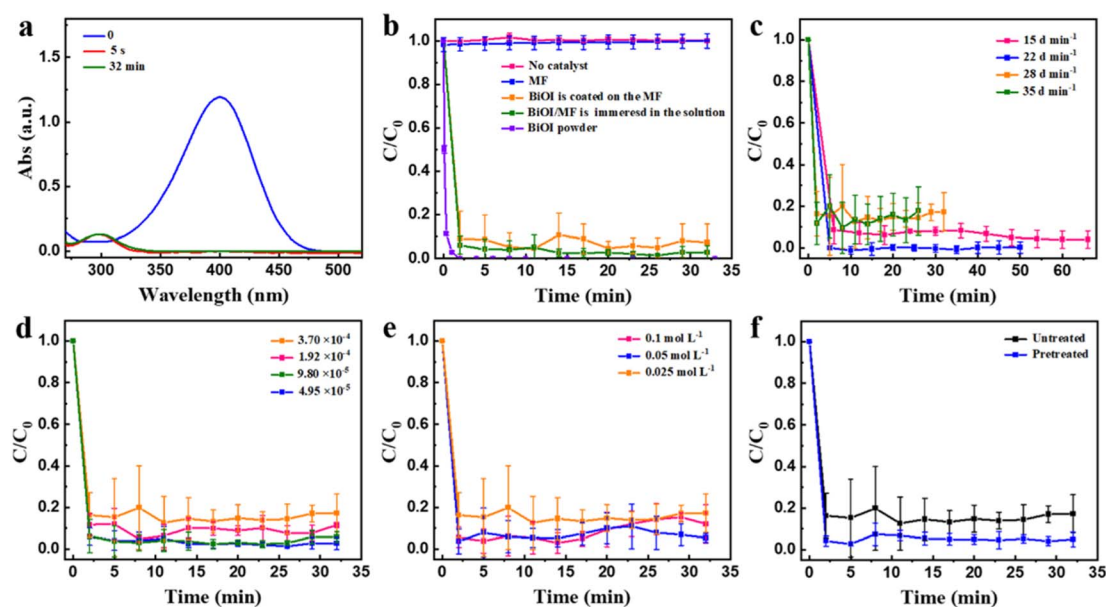 a
0
5 s
32 min
1.5
1.0
0.5
0.0
Abs (a.u.)
300
400
500
Wavelength (nm)
b
No catalyst
MF
BiOI is coated on the MF
BiOI/MF is immeresd in the solution
BiOI powder
1.0
0.8
0.6
0.4
0.2
0.0
C/C₀
0 5 10 15 20 25 30 35
Time (min)
c
15 d min⁻¹
22 d min⁻¹
28 d min⁻¹
35 d min⁻¹
1.0
0.8
0.6
0.4
0.2
0.0
C/C₀
0 10 20 30 40 50 60
Time (min)
d
3.70 ×10⁻⁴
1.92 ×10⁻⁴
9.80 ×10⁻⁵
4.95 ×10⁻⁵
1.0
0.8
0.6
0.4
0.2
0.0
C/C₀
0 5 10 15 20 25 30 35
Time (min)
e
0.1 mol L⁻¹
0.05 mol L⁻¹
0.025 mol L⁻¹
1.0
0.8
0.6
0.4
0.2
0.0
C/C₀
0 5 10 15 20 25 30 35
Time (min)
f
Untreated
Pretreated
1.0
0.8
0.6
0.4
0.2
0.0
C/C₀
0 5 10 15 20 25 30 35
Time (min)